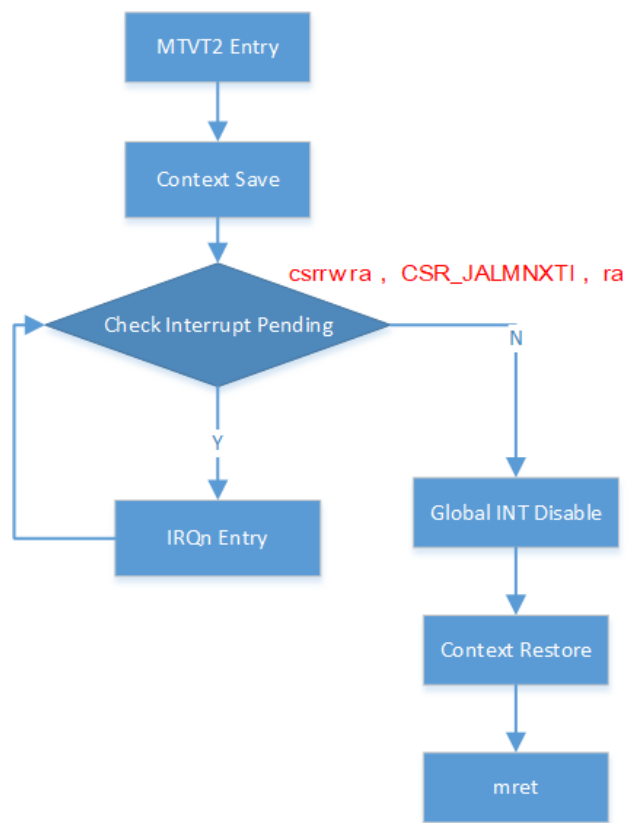 MTVT2 Entry
Context Save
csrrw ra , CSR_JALMNXTI , ra
Check Interrupt Pending
N
Y
Global INT Disable
IRQn Entry
Context Restore
mret